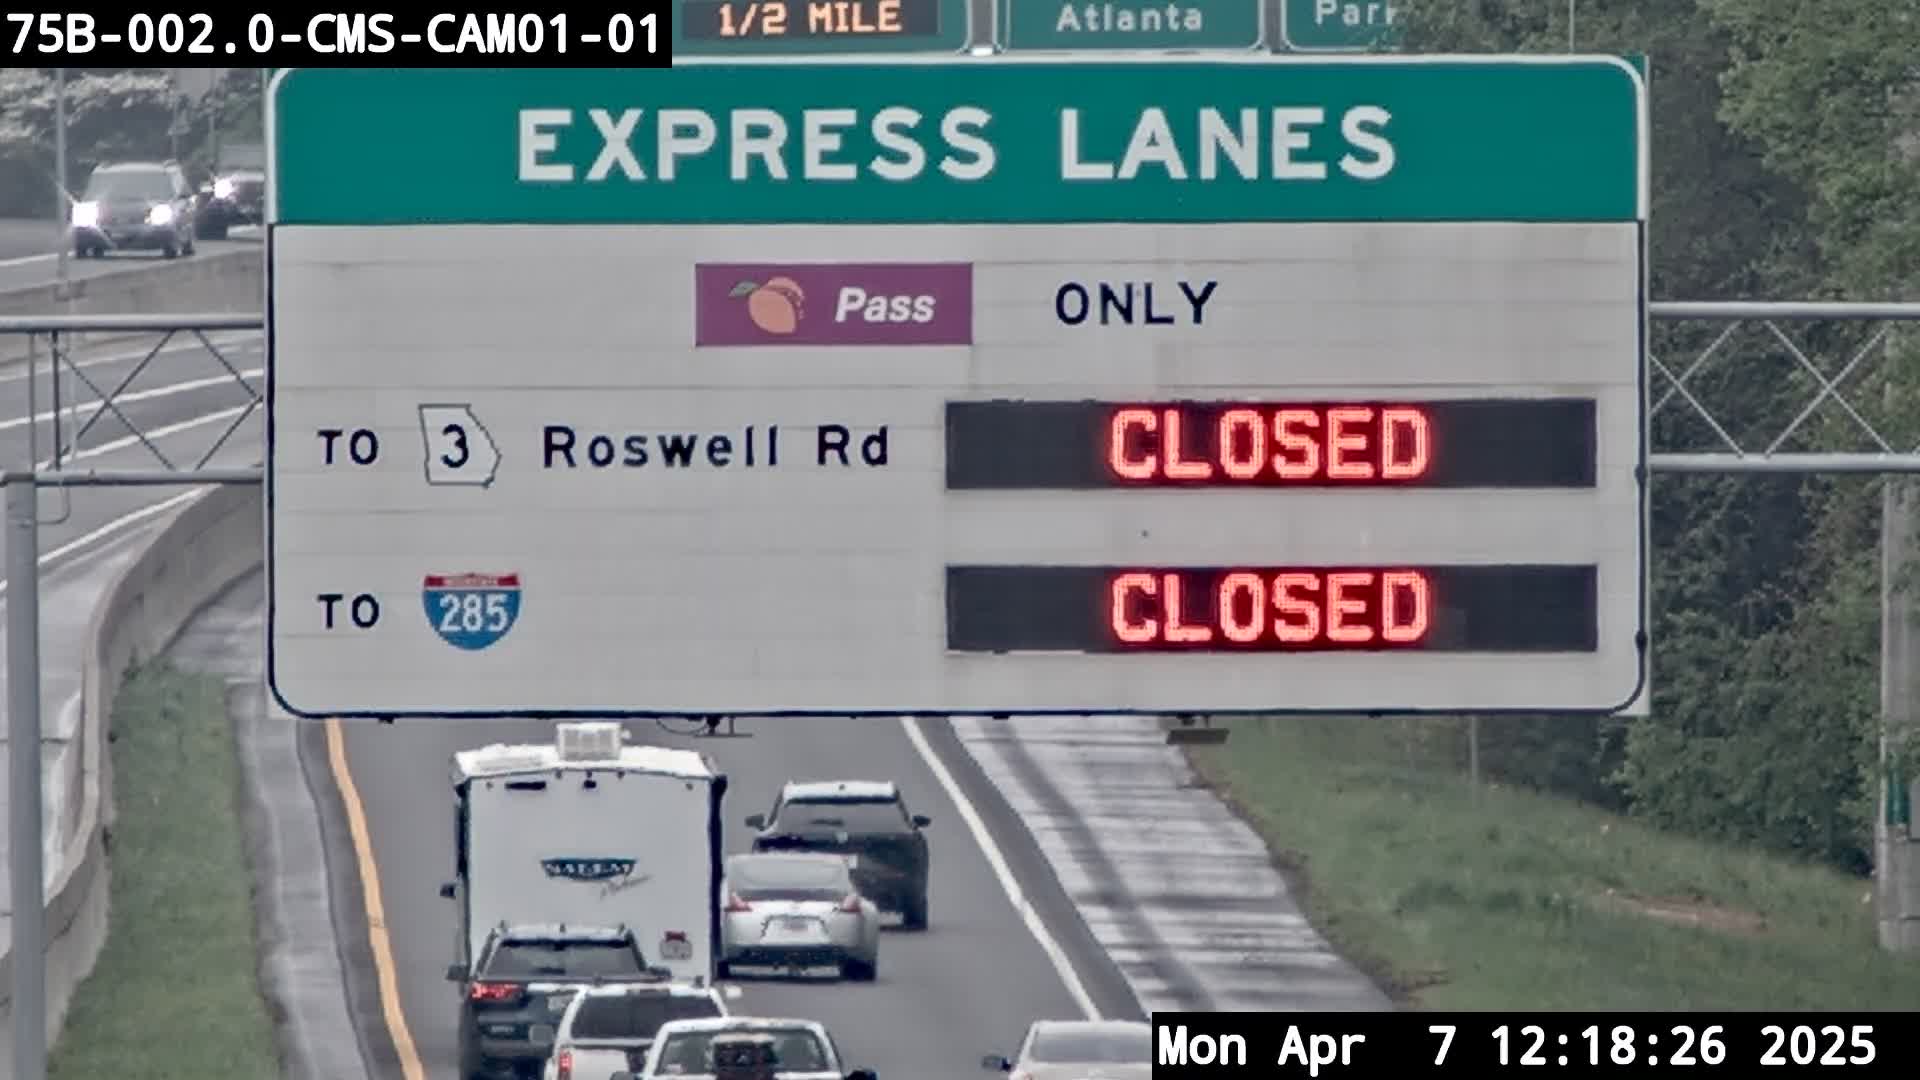 75B-002.0-CMS-CAM01-01
1/2 MILE
Atlanta
EXPRESS LANES
Pass ONLY
TO 3 Roswell Rd CLOSED
TO 285 CLOSED
Mon Apr 7 12:18:26 2025